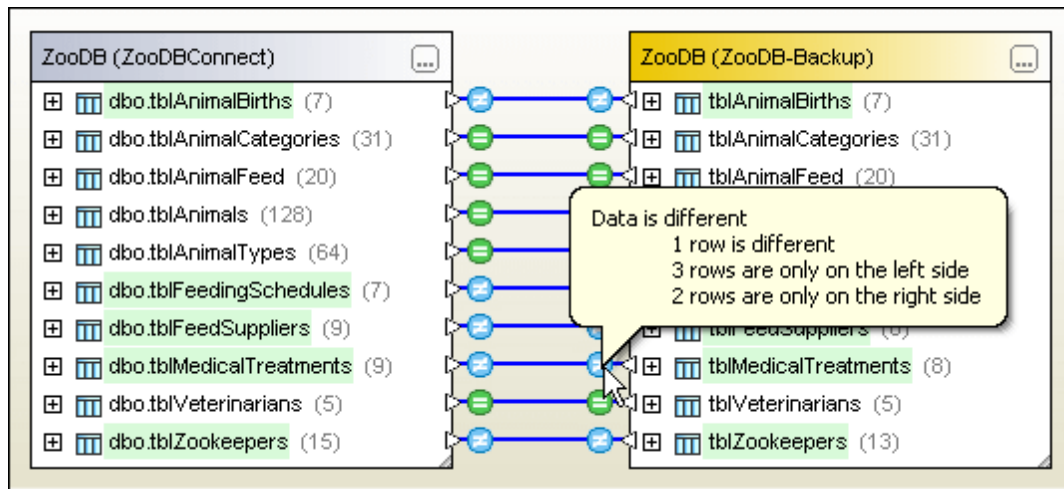 ZooDB (ZooDBConnect)
dbo.tblAnimalBirths (7)
dbo.tblAnimalCategories (31)
dbo.tblAnimalFeed (20)
dbo.tblAnimals (128)
dbo.tblAnimalTypes (64)
dbo.tblFeedingSchedules (7)
dbo.tblFeedSuppliers (9)
dbo.tblMedicalTreatments (9)
dbo.tblVeterinarians (5)
dbo.tblZookeepers (15)
ZooDB (ZooDB-Backup)
tblAnimalBirths (7)
tblAnimalCategories (31)
tblAnimalFeed (20)
Data is different
1 row is different
3 rows are only on the left side
2 rows are only on the right side
tblFeedSuppliers
tblMedicalTreatments (8)
tblVeterinarians (5)
tblZookeepers (13)